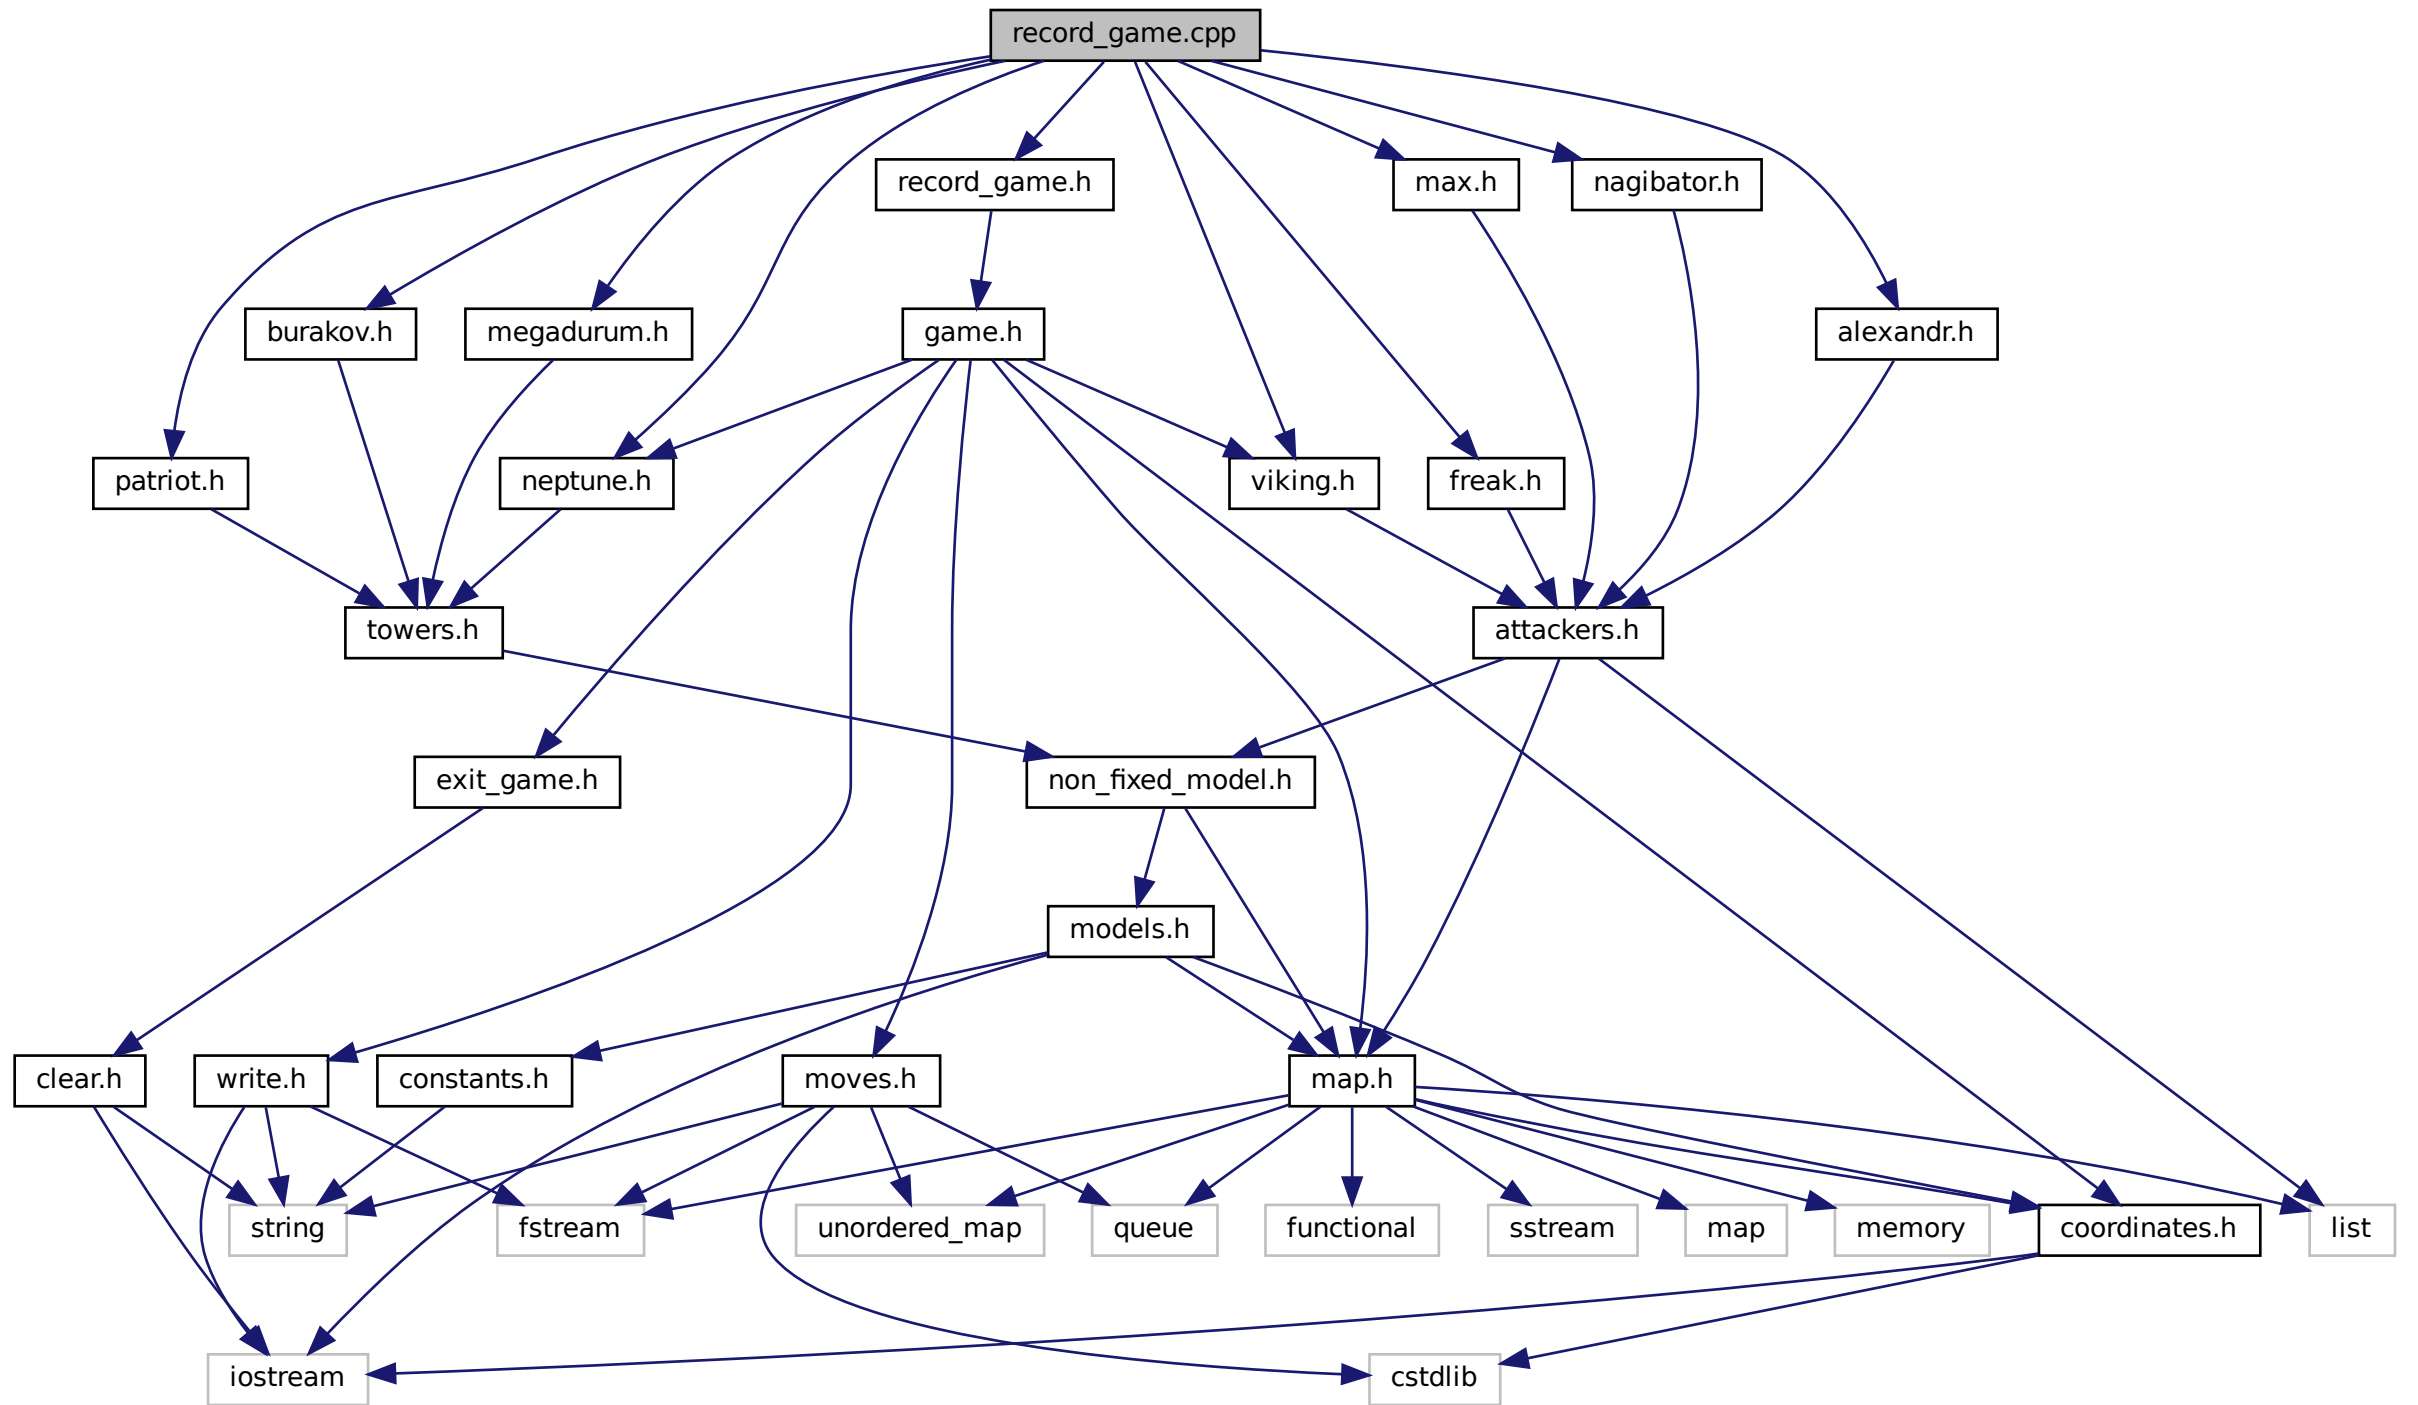 record_game.cpp
record_game.h
max.h
nagibator.h
burakov.h
megadurum.h
game.h
alexandr.h
patriot.h
neptune.h
viking.h
freak.h
towers.h
attackers.h
exit_game.h
non_fixed_model.h
models.h
clear.h
write.h
constants.h
moves.h
map.h
string
fstream
unordered_map
queue
functional
sstream
map
memory
coordinates.h
list
iostream
cstdlib